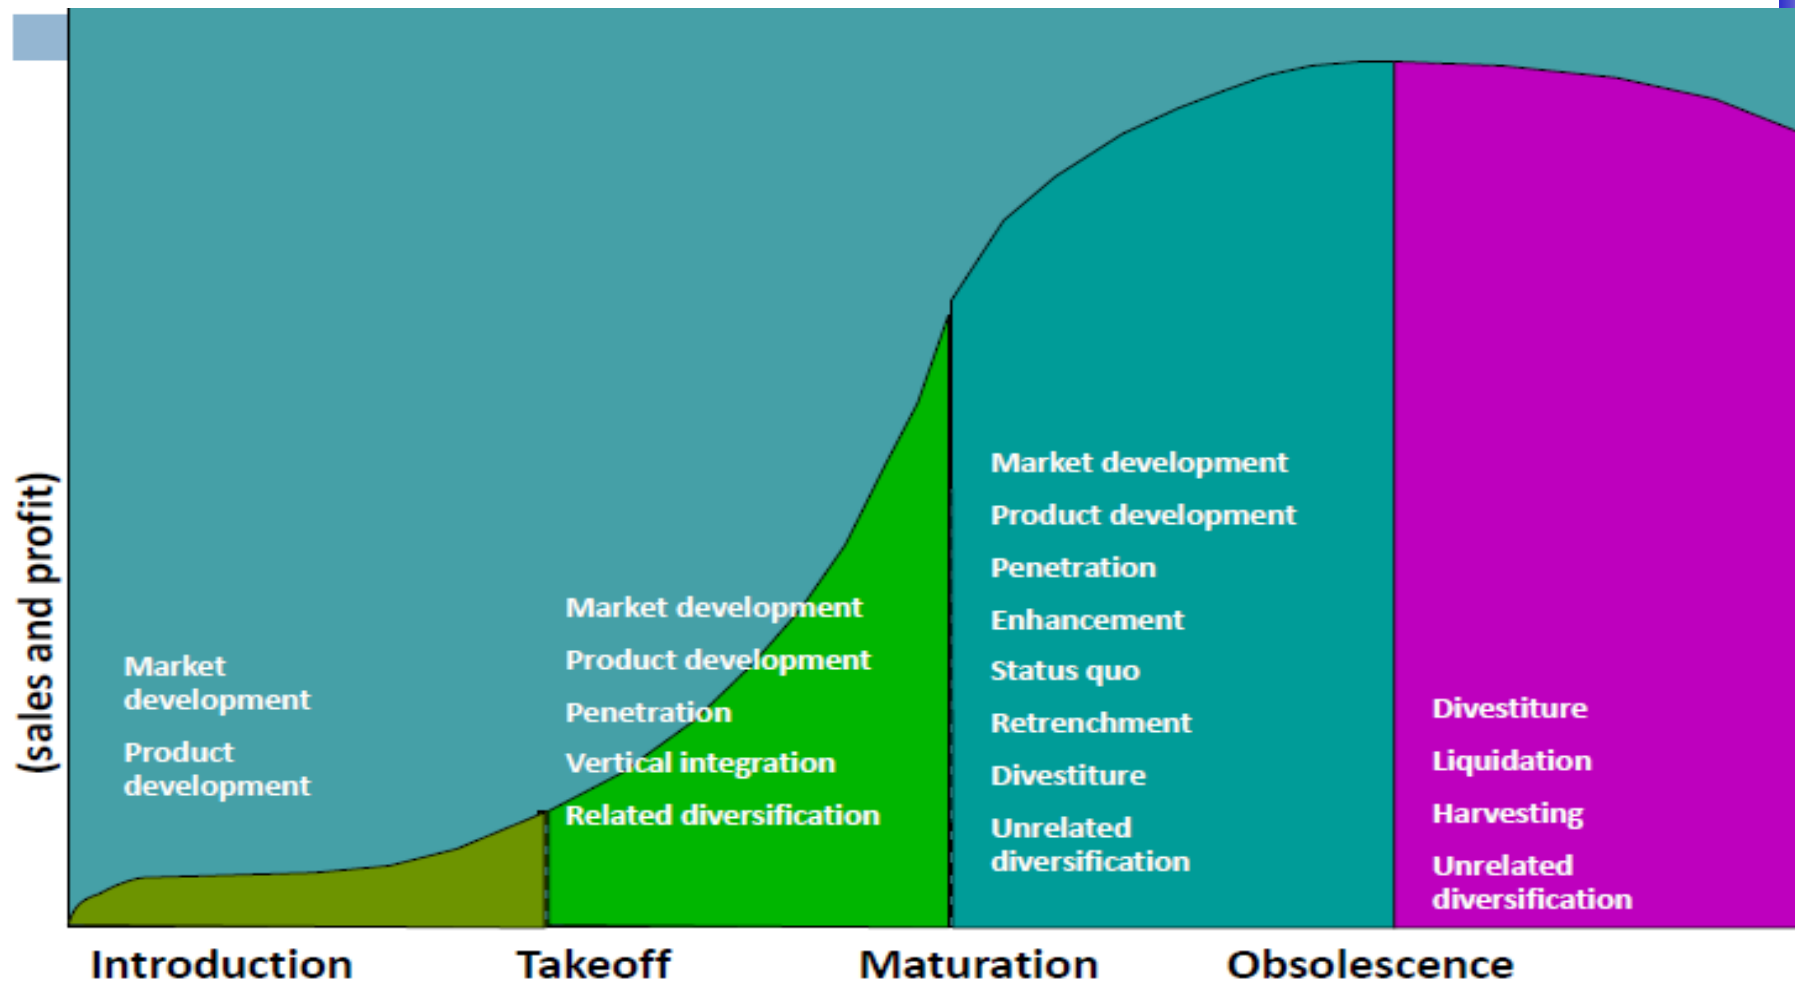 (sales and profit)
Market
development
Product
development
Market development
Product development
Penetration
Vertical integration
Related diversification
Market development
Product development
Penetration
Enhancement
Status quo
Retrenchment
Divestiture
Unrelated
diversification
Divestiture
Liquidation
Harvesting
Unrelated
diversification
Introduction
Takeoff
Maturation
Obsolescence